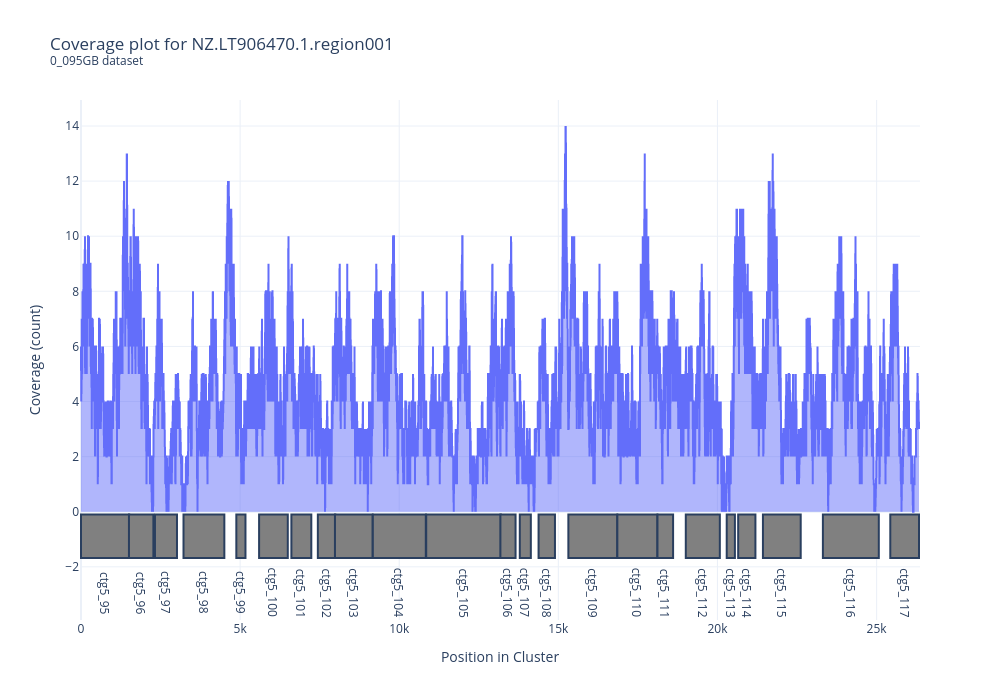 Coverage plot for NZ.LT906470.1.region001
0_095GB dataset
14
12
10
8
6
4
2
0
−2
Coverage (count)
ctg5_95
ctg5_96
ctg5_97
ctg5_98
ctg5_99
ctg5_100
ctg5_101
ctg5_102
ctg5_103
ctg5_104
ctg5_105
ctg5_106
ctg5_107
ctg5_108
ctg5_109
ctg5_110
ctg5_111
ctg5_112
ctg5_113
ctg5_114
ctg5_115
ctg5_116
ctg5_117
0
5k
10k
15k
20k
25k
Position in Cluster